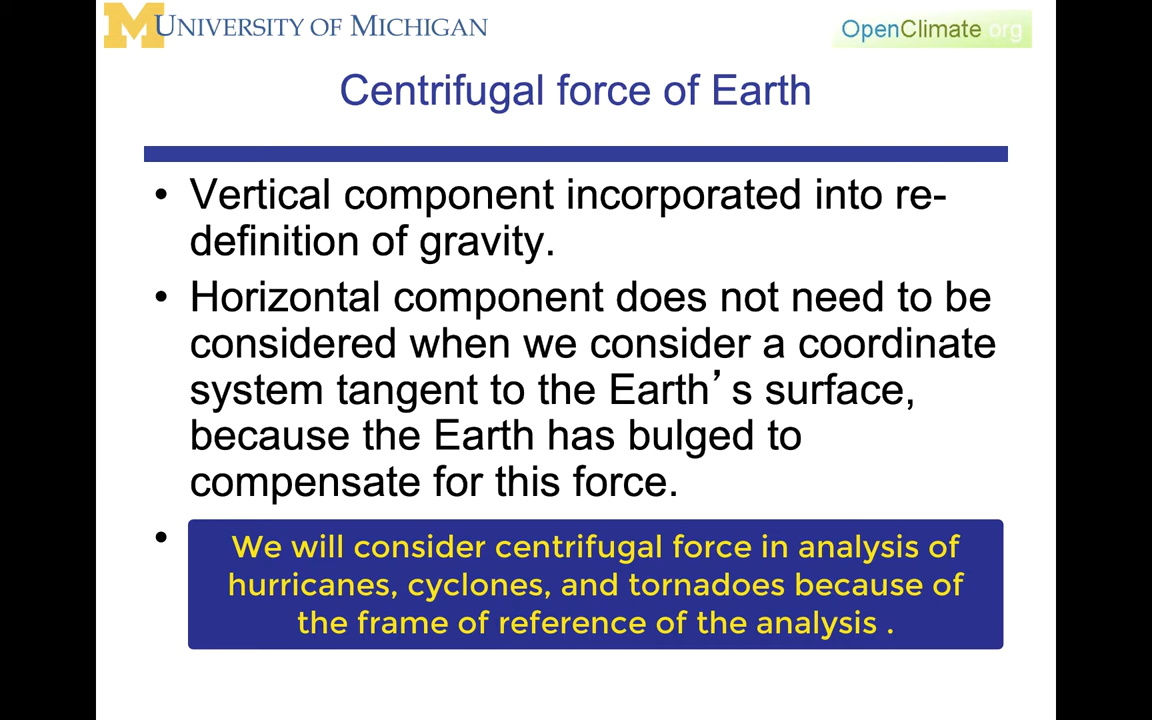 M UNIVERSITY OF MICHIGAN
OpenClimate.org
Centrifugal force of Earth
• Vertical component incorporated into re-
definition of gravity.
• Horizontal component does not need to be
considered when we consider a coordinate
system tangent to the Earth’s surface,
because the Earth has bulged to
compensate for this force.
• We will consider centrifugal force in analysis of
hurricanes, cyclones, and tornadoes because of
the frame of reference of the analysis .